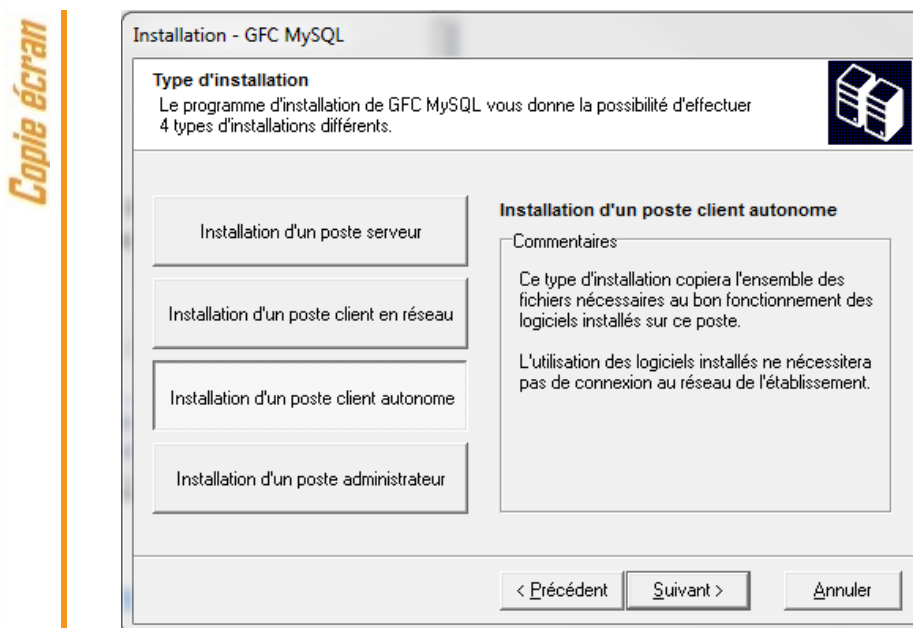 Copie écran
Installation - GFC MySQL
Type d'installation
Le programme d'installation de GFC MySQL vous donne la possibilité d'effectuer
4 types d'installations différents.
Installation d'un poste serveur
Installation d'un poste client en réseau
Installation d'un poste client autonome
Installation d'un poste administrateur
Installation d'un poste client autonome
Commentaires
Ce type d'installation copiera l'ensemble des
fichiers nécessaires au bon fonctionnement des
logiciels installés sur ce poste.
L'utilisation des logiciels installés ne nécessitera
pas de connexion au réseau de l'établissement.
< Précédent
Suivant >
Annuler